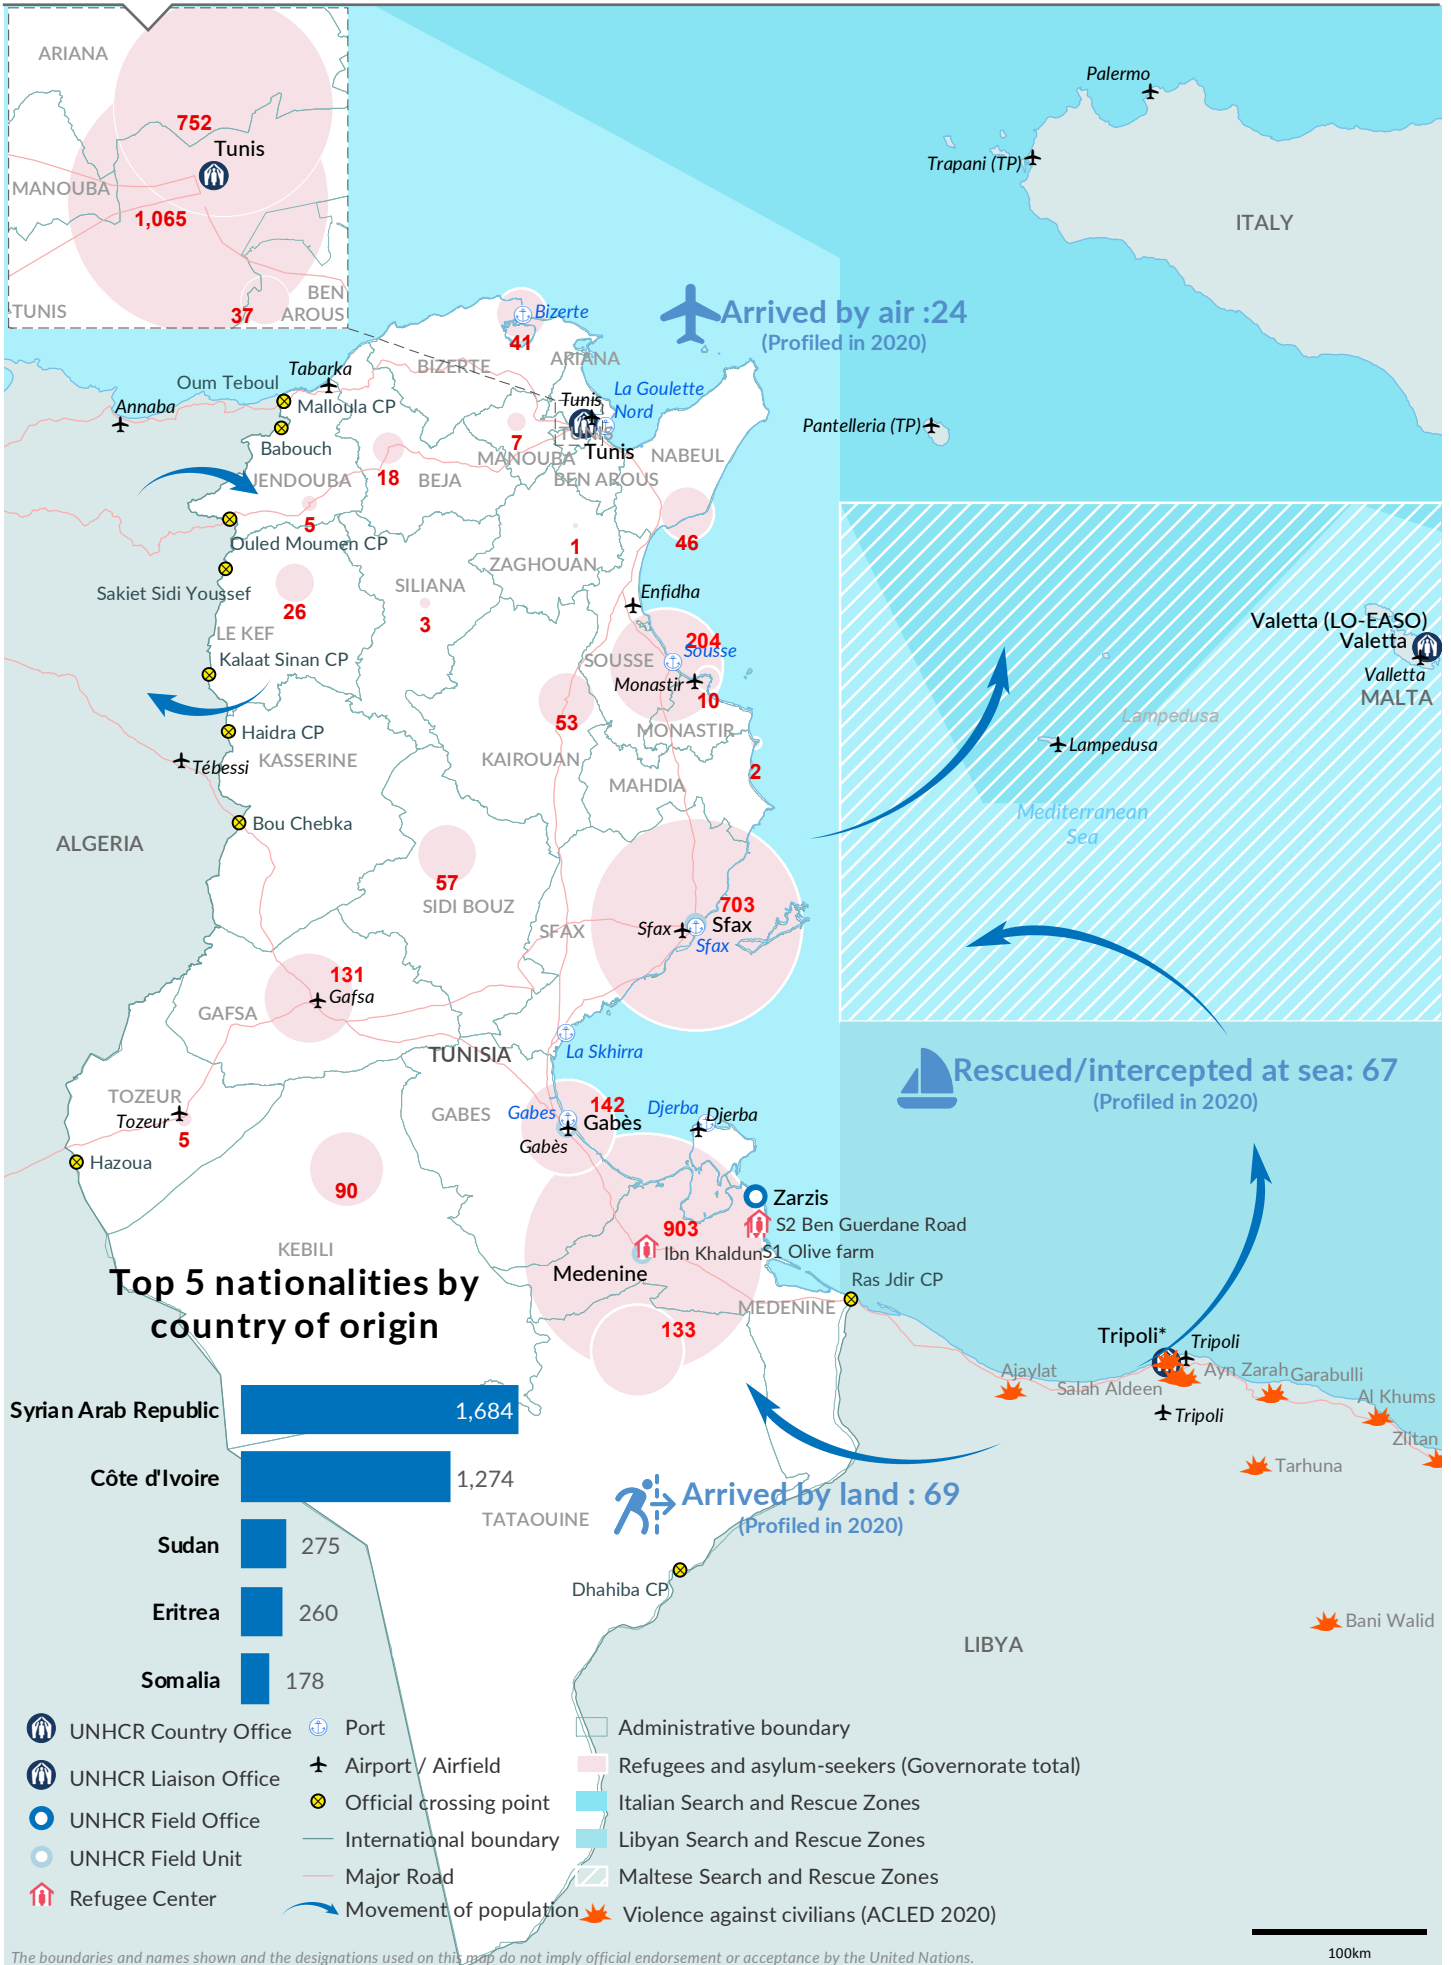 ARIANA
752
Tunis
MANOUBA
1,065
BEN
AROUS
37
TUNIS
Palermo
Trapani (TP)
ITALY
Arrived by air :24
(Profiled in 2020)
Bizerte
41
BIZERTE
ARIANA
Tabarka
Oum Teboul
Malloula CP
Annaba
Babouch
La Goulette
Nord
Tunis
TUNIS
Tunis
7
MANOUBA
BEN AROUS
NABEUL
Pantelleria (TP)
JENDOUBA
18
BEJA
5
Ouled Moumen CP
1
ZAGHOUAN
46
Sakiet Sidi Youssef
26
SILIANA
3
Enfidha
LE KEF
Kalaat Sinan CP
204
Sousse
SOUSSE
Monastir
10
MONASTIR
Valetta (LO-EASO)
Valetta
Valletta
MALTA
Lampedusa
Lampedusa
Haidra CP
KASSERINE
Tébessi
53
KAIROUAN
2
MAHDIA
Mediterranean
Sea
Bou Chebka
ALGERIA
57
SIDI BOUZ
703
Sfax
Sfax
Sfax
SFAX
131
Gafsa
GAFSA
TUNISIA
La Skhirra
Rescued/intercepted at sea: 67
(Profiled in 2020)
TOZEUR
Tozeur
5
GABES
Gabes
142
Gabès
Gabès
Djerba
Djerba
Hazoua
90
KEBILI
Zarzis
S2 Ben Guerdane Road
903
Ibn Khaldun
S1 Olive farm
Medenine
Ras Jdir CP
MEDENINE
133
Top 5 nationalities by
country of origin
Syrian Arab Republic
1,684
Côte d'Ivoire
1,274
Sudan
275
Eritrea
260
Somalia
178
Tripoli*
Tripoli
Ajaylat
Salah Aldeen
Ayn Zarah
Garabulli
Al Khums
Tripoli
Zlitan
Tarhuna
Arrived by land : 69
(Profiled in 2020)
TATAOUINE
Dhahiba CP
Bani Walid
LIBYA
UNHCR Country Office
UNHCR Liaison Office
UNHCR Field Office
UNHCR Field Unit
Refugee Center
Port
Airport / Airfield
Official crossing point
International boundary
Major Road
Movement of population
Administrative boundary
Refugees and asylum-seekers (Governorate total)
Italian Search and Rescue Zones
Libyan Search and Rescue Zones
Maltese Search and Rescue Zones
Violence against civilians (ACLED 2020)
100km
The boundaries and names shown and the designations used on this map do not imply official endorsement or acceptance by the United Nations.